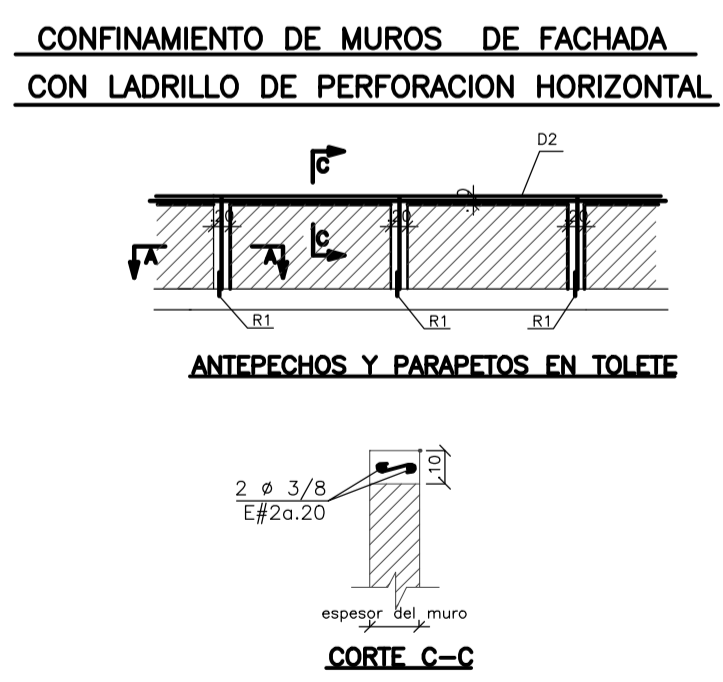 CONFINAMIENTO DE MUROS DE FACHADA
CON LADRILLO DE PERFORACION HORIZONTAL
D2
C
.20
.20
.20
C
A
A
R1
R1
R1
ANTEPECHOS Y PARAPETOS EN TOLETE
.10
2 ø 3/8
E#2a.20
espesor del muro
CORTE C-C